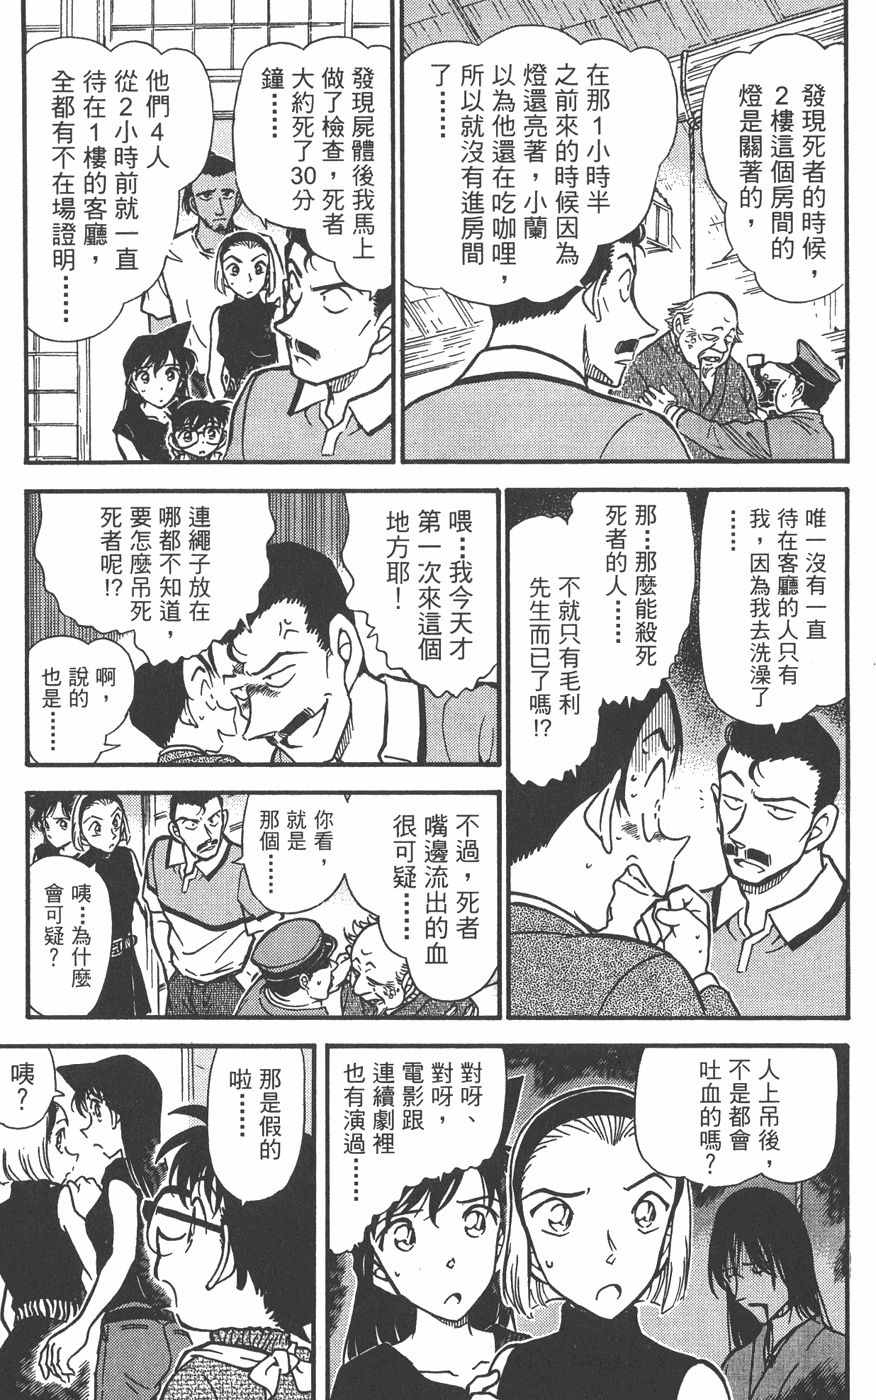 發現死者的時候，
2樓這個房間的
燈是關著的，
在那1小時半
之前來的時候因為
燈還亮著，小蘭
以為他還在吃咖哩，
所以就沒有進房間
了……
發現屍體後我馬上
做了檢查，死者
大約死了30分
鐘……
他們4人
從2小時前就一直
待在1樓的客廳，
全都有不在場證明……
唯一沒有一直
待在客廳的人只有
我，因為我去洗澡了
……
那…那麼能殺死
死者的人……
不就只有毛利
先生而已了嗎!?
喂…我今天才
第一次來這個
地方耶！
連繩子放在
哪都不知道，
要怎麼吊死
死者呢!?
啊，
說的
也是……
不過，死者
嘴邊流出的血
很可疑……
你看，
就是
那個…
咦…為什麼
會可疑？
人上吊後，
不是都會
吐血的嗎？
對呀、
對呀，
電影跟
連續劇裡
也有演過……
那是假的
啦……
咦？